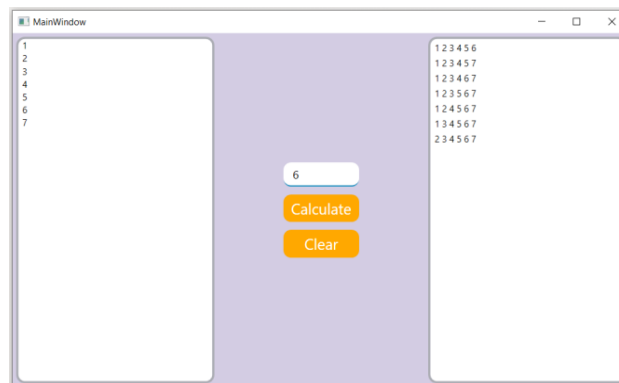 MainWindow
1
2
3
4
5
6
7
6
Calculate
Clear
1 2 3 4 5 6
1 2 3 4 5 7
1 2 3 4 6 7
1 2 3 5 6 7
1 2 4 5 6 7
1 3 4 5 6 7
2 3 4 5 6 7